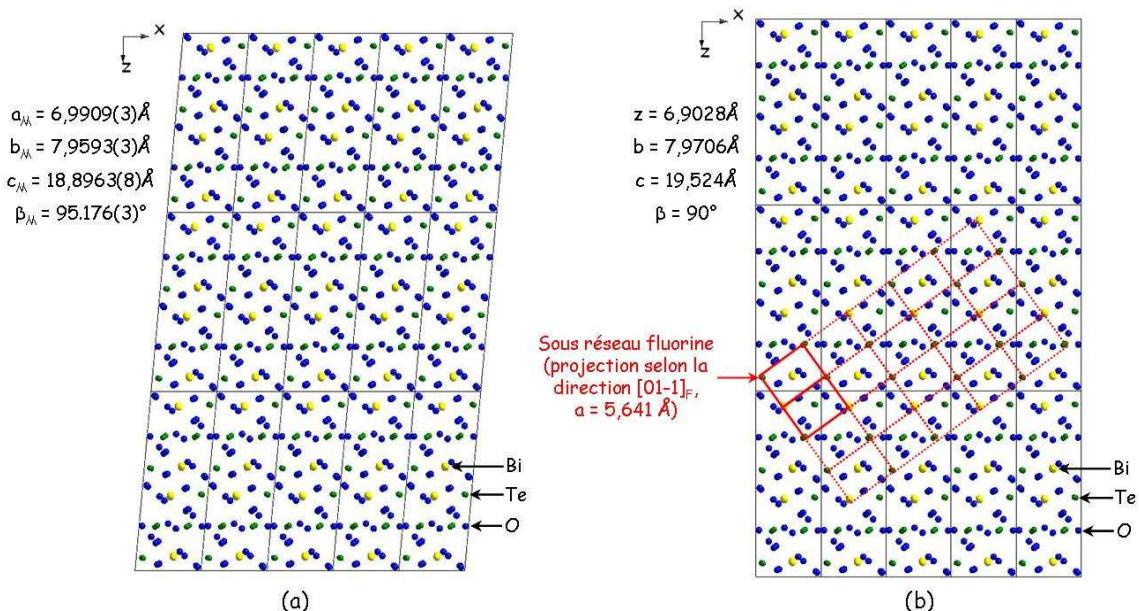 x
z
a_M = 6,9909(3)Å
b_M = 7,9593(3)Å
c_M = 18,8963(8)Å
β_M = 95.176(3)°
Bi
Te
O
(a)
x
z
z = 6,9028Å
b = 7,9706Å
c = 19,524Å
β = 90°
Sous réseau fluorine
(projection selon la
direction [01-1]_F,
a = 5,641 Å)
Bi
Te
O
(b)